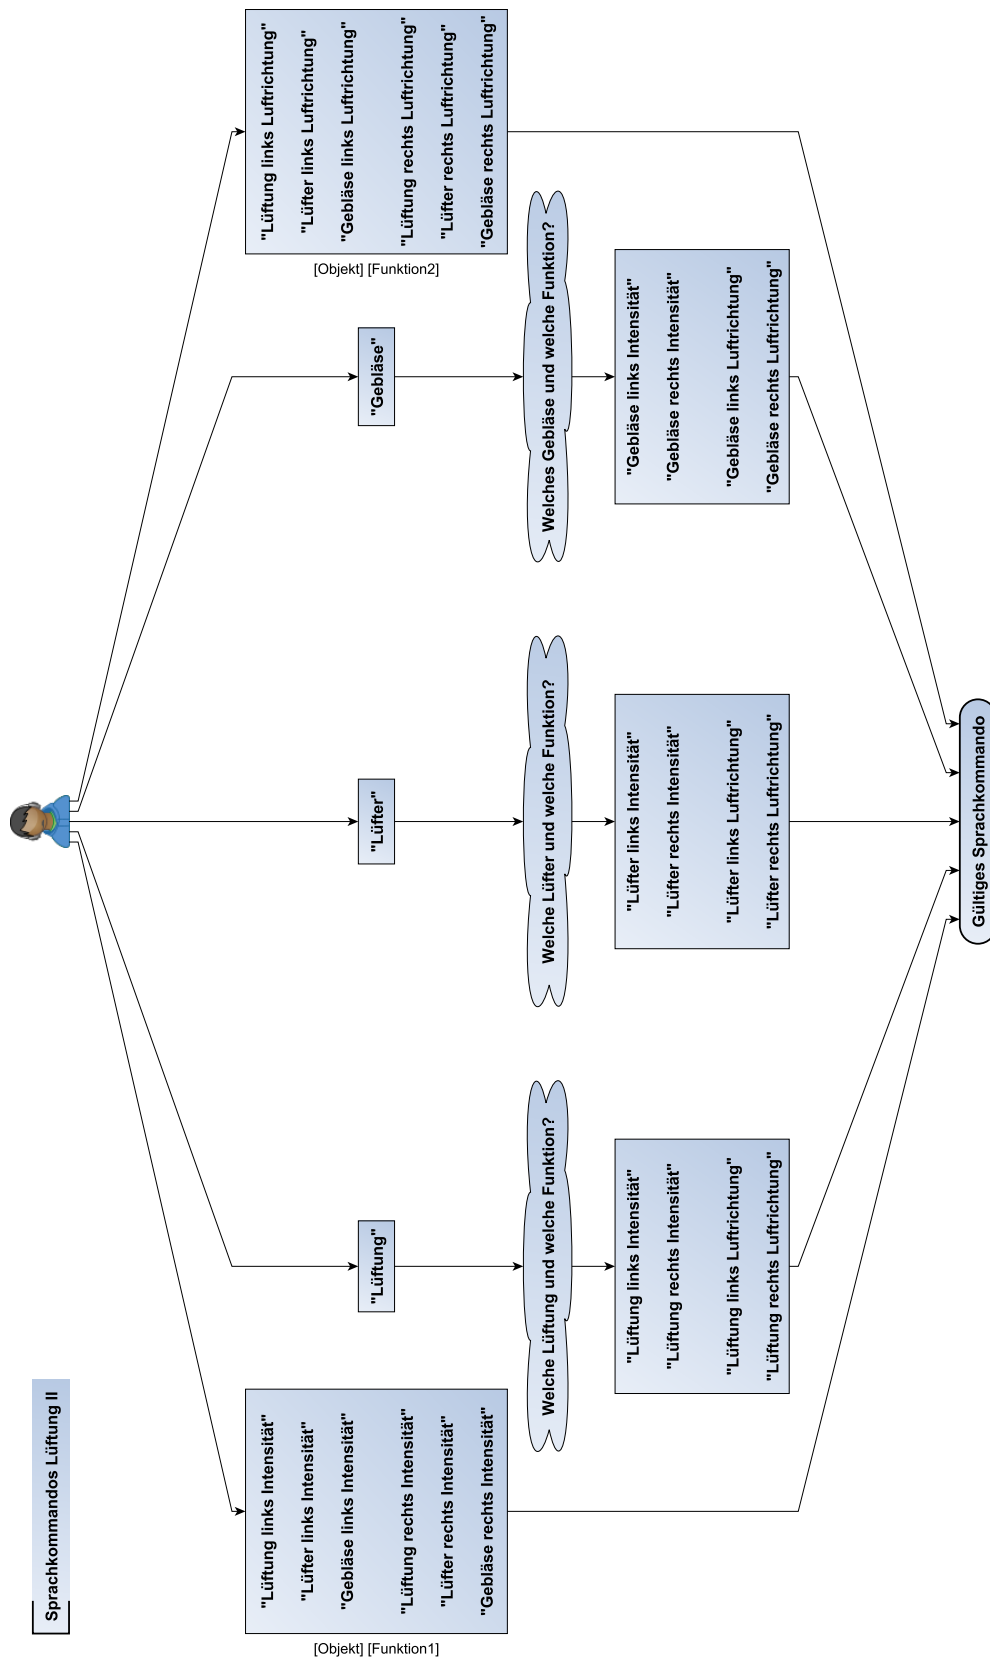 Sprachkommandos Lüftung II
"Lüftung links Intensität"
"Lüfter links Intensität"
"Gebläse links Intensität"
"Lüftung rechts Intensität"
"Lüfter rechts Intensität"
"Gebläse rechts Intensität"
[Objekt] [Funktion1]
"Lüftung"
Welche Lüftung und welche Funktion?
"Lüftung links Intensität"
"Lüftung rechts Intensität"
"Lüftung links Luftrichtung"
"Lüftung rechts Luftrichtung"
"Lüfter"
Welche Lüfter und welche Funktion?
"Lüfter links Intensität"
"Lüfter rechts Intensität"
"Lüfter links Luftrichtung"
"Lüfter rechts Luftrichtung"
"Gebläse"
Welches Gebläse und welche Funktion?
"Gebläse links Intensität"
"Gebläse rechts Intensität"
"Gebläse links Luftrichtung"
"Gebläse rechts Luftrichtung"
"Lüftung links Luftrichtung"
"Lüfter links Luftrichtung"
"Gebläse links Luftrichtung"
"Lüftung rechts Luftrichtung"
"Lüfter rechts Luftrichtung"
"Gebläse rechts Luftrichtung"
[Objekt] [Funktion2]
Gültiges Sprachkommando